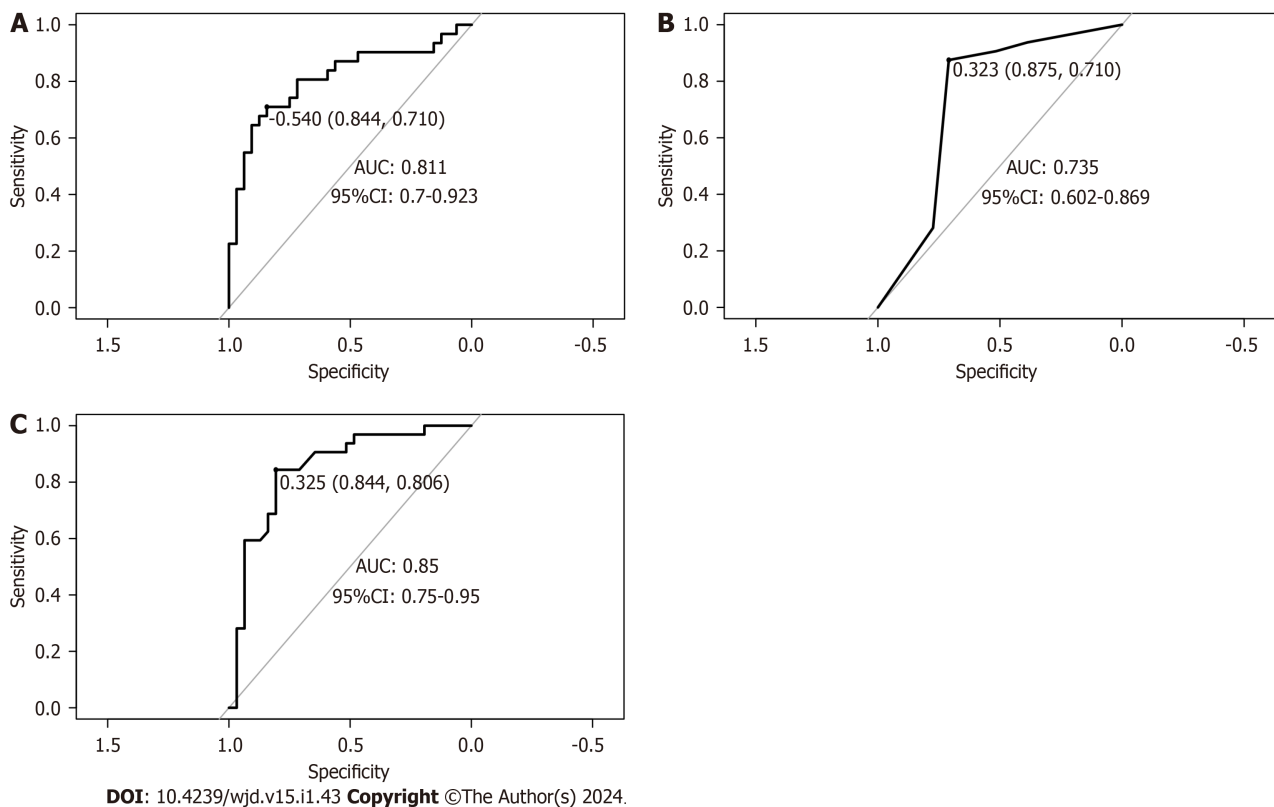 A
1.0
0.8
0.6
0.4
0.2
0.0
Sensitivity
-0.540 (0.844, 0.710)
AUC: 0.811
95%CI: 0.7-0.923
1.5 1.0 0.5 0.0 -0.5
Specificity
B
1.0
0.8
0.6
0.4
0.2
0.0
Sensitivity
0.323 (0.875, 0.710)
AUC: 0.735
95%CI: 0.602-0.869
1.5 1.0 0.5 0.0 -0.5
Specificity
C
1.0
0.8
0.6
0.4
0.2
0.0
Sensitivity
0.325 (0.844, 0.806)
AUC: 0.85
95%CI: 0.75-0.95
1.5 1.0 0.5 0.0 -0.5
Specificity
DOI: 10.4239/wjd.v15.i1.43 Copyright ©The Author(s) 2024.